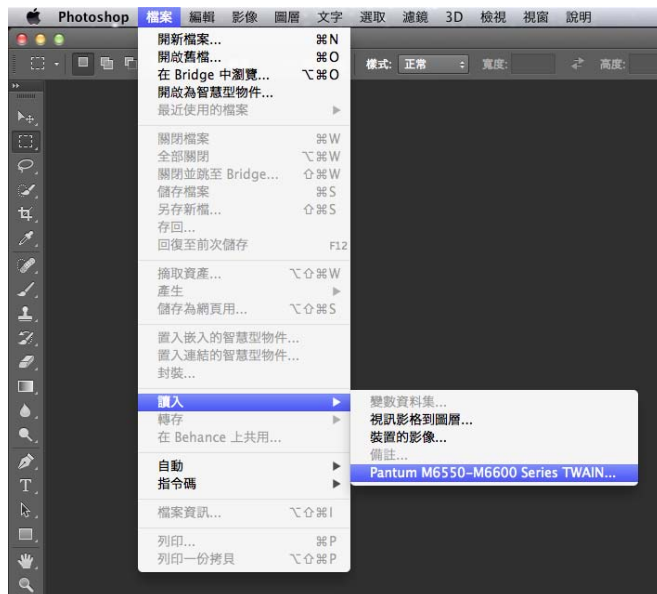 Photoshop 檔案 編輯 影像 圖層 文字 選取 濾鏡 3D 檢視 視窗 說明
樣式: 正常 寬度: 高度:
開新檔案... ⌘N
開啟舊檔... ⌘O
在 Bridge 中瀏覽... ⌥⌘O
開啟為智慧型物件...
最近使用的檔案
關閉檔案 ⌘W
全部關閉 ⌥⌘W
關閉並跳至 Bridge... ⇧⌘W
儲存檔案 ⌘S
另存新檔... ⇧⌘S
存回...
回復至前次儲存 F12
摘取資產... ⌥⇧⌘W
產生
儲存為網頁用... ⌥⇧⌘S
置入嵌入的智慧型物件...
置入連結的智慧型物件...
封裝...
讀入
轉存
在 Behance 上共用...
自動
指令碼
檔案資訊... ⌥⇧⌘I
列印... ⌘P
列印一份拷貝 ⌥⇧⌘P
變數資料集...
視訊影格到圖層...
裝置的影像...
備註...
Pantum M6550-M6600 Series TWAIN...